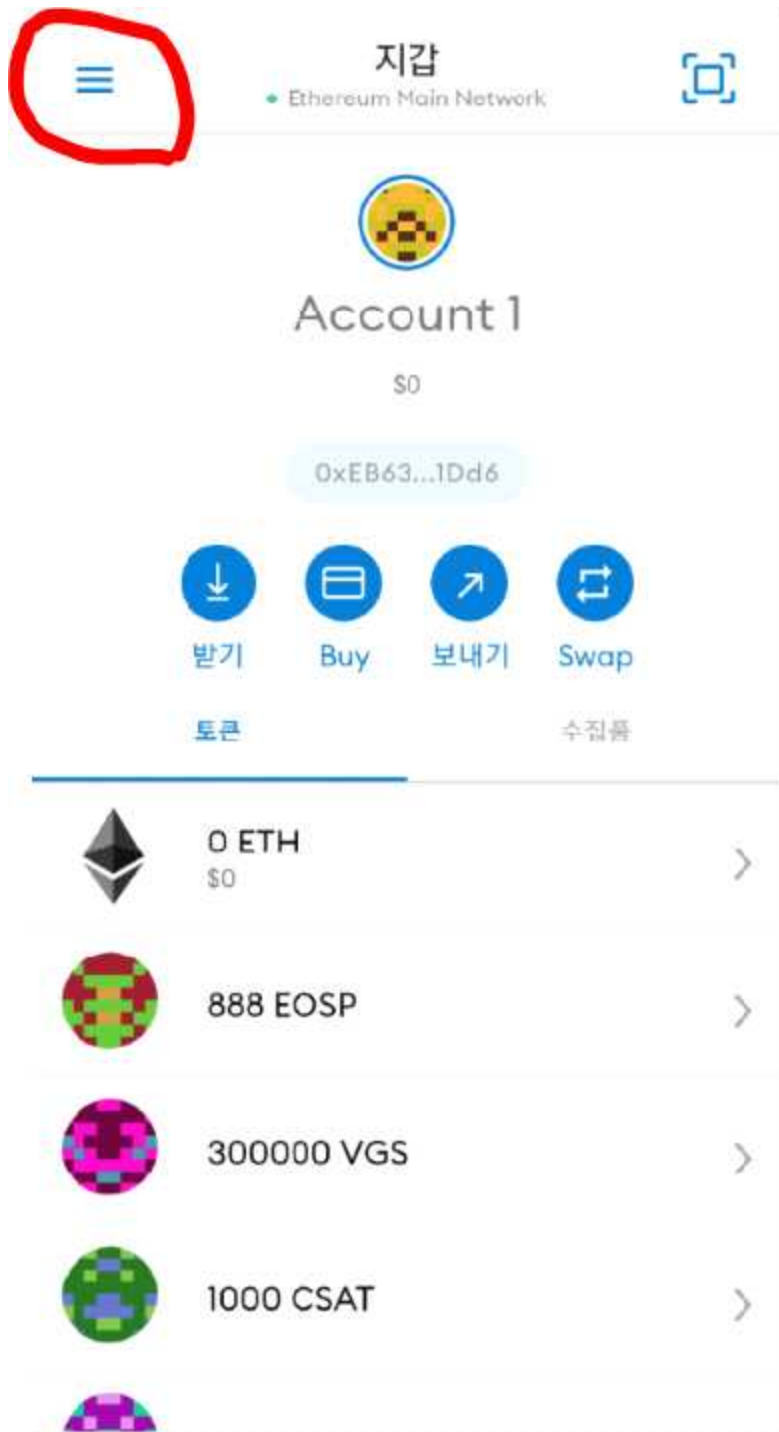 지갑
Ethereum Main Network
Account 1
$0
0xEB63...1Dd6
받기 Buy 보내기 Swap
토큰 수집품
0 ETH
$0
888 EOSP
300000 VGS
1000 CSAT